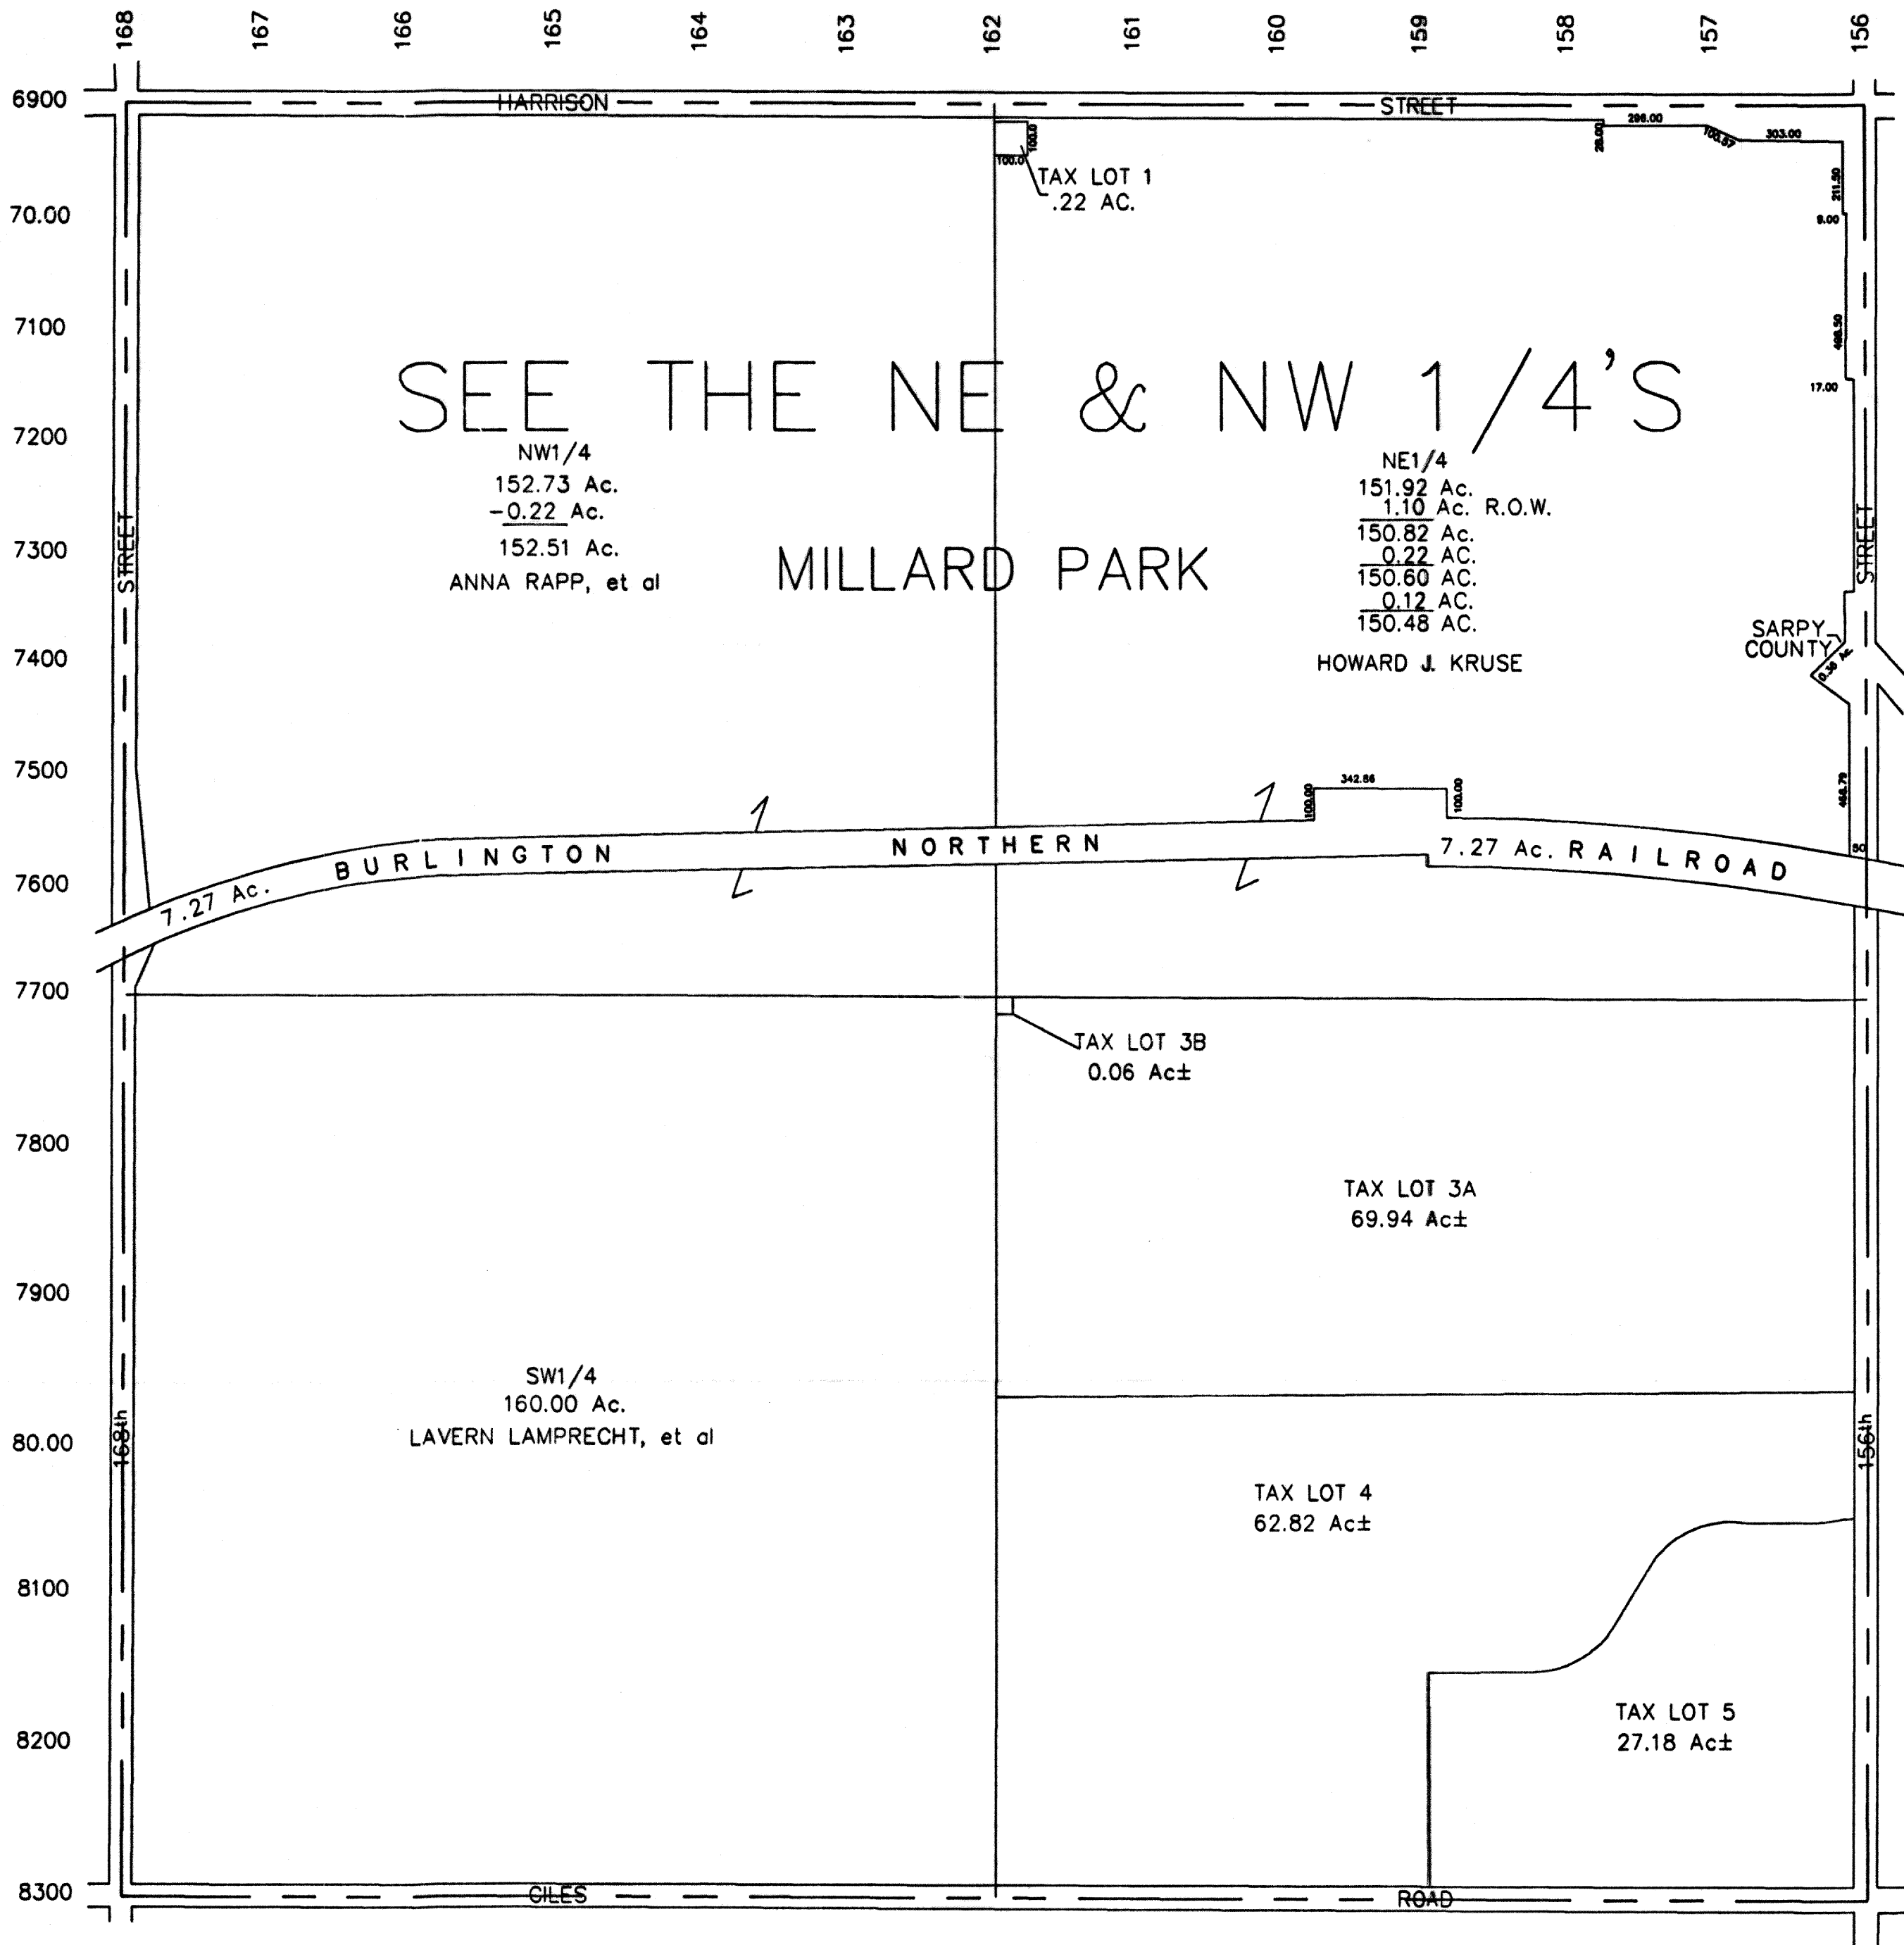 168 167 166 165 164 163 162 161 160 159 158 157 156
6900
HARRISON STREET
100.0
100.0
TAX LOT 1
.22 AC.
296.00
100.57
303.00
211.50
9.00
70.00
7100
17.00
SEE THE NE & NW 1/4'S
7200
NW1/4
152.73 Ac.
-0.22 Ac.
152.51 Ac.
ANNA RAPP, et al
MILLARD PARK
NE1/4
151.92 Ac.
1.10 Ac. R.O.W.
150.82 Ac.
0.22 AC.
150.60 AC.
0.12 AC.
150.48 AC.
HOWARD J. KRUSE
STREET
STREET
7300
SARPY
COUNTY
7400
7500
342.86
100.00
100.00
50
BURLINGTON NORTHERN RAILROAD
7.27 Ac.
7.27 Ac.
7600
7700
TAX LOT 3B
0.06 Ac±
7800
TAX LOT 3A
69.94 Ac±
7900
SW1/4
160.00 Ac.
LAVERN LAMPRECHT, et al
168th
156th
80.00
TAX LOT 4
62.82 Ac±
8100
TAX LOT 5
27.18 Ac±
8200
8300
GILES ROAD